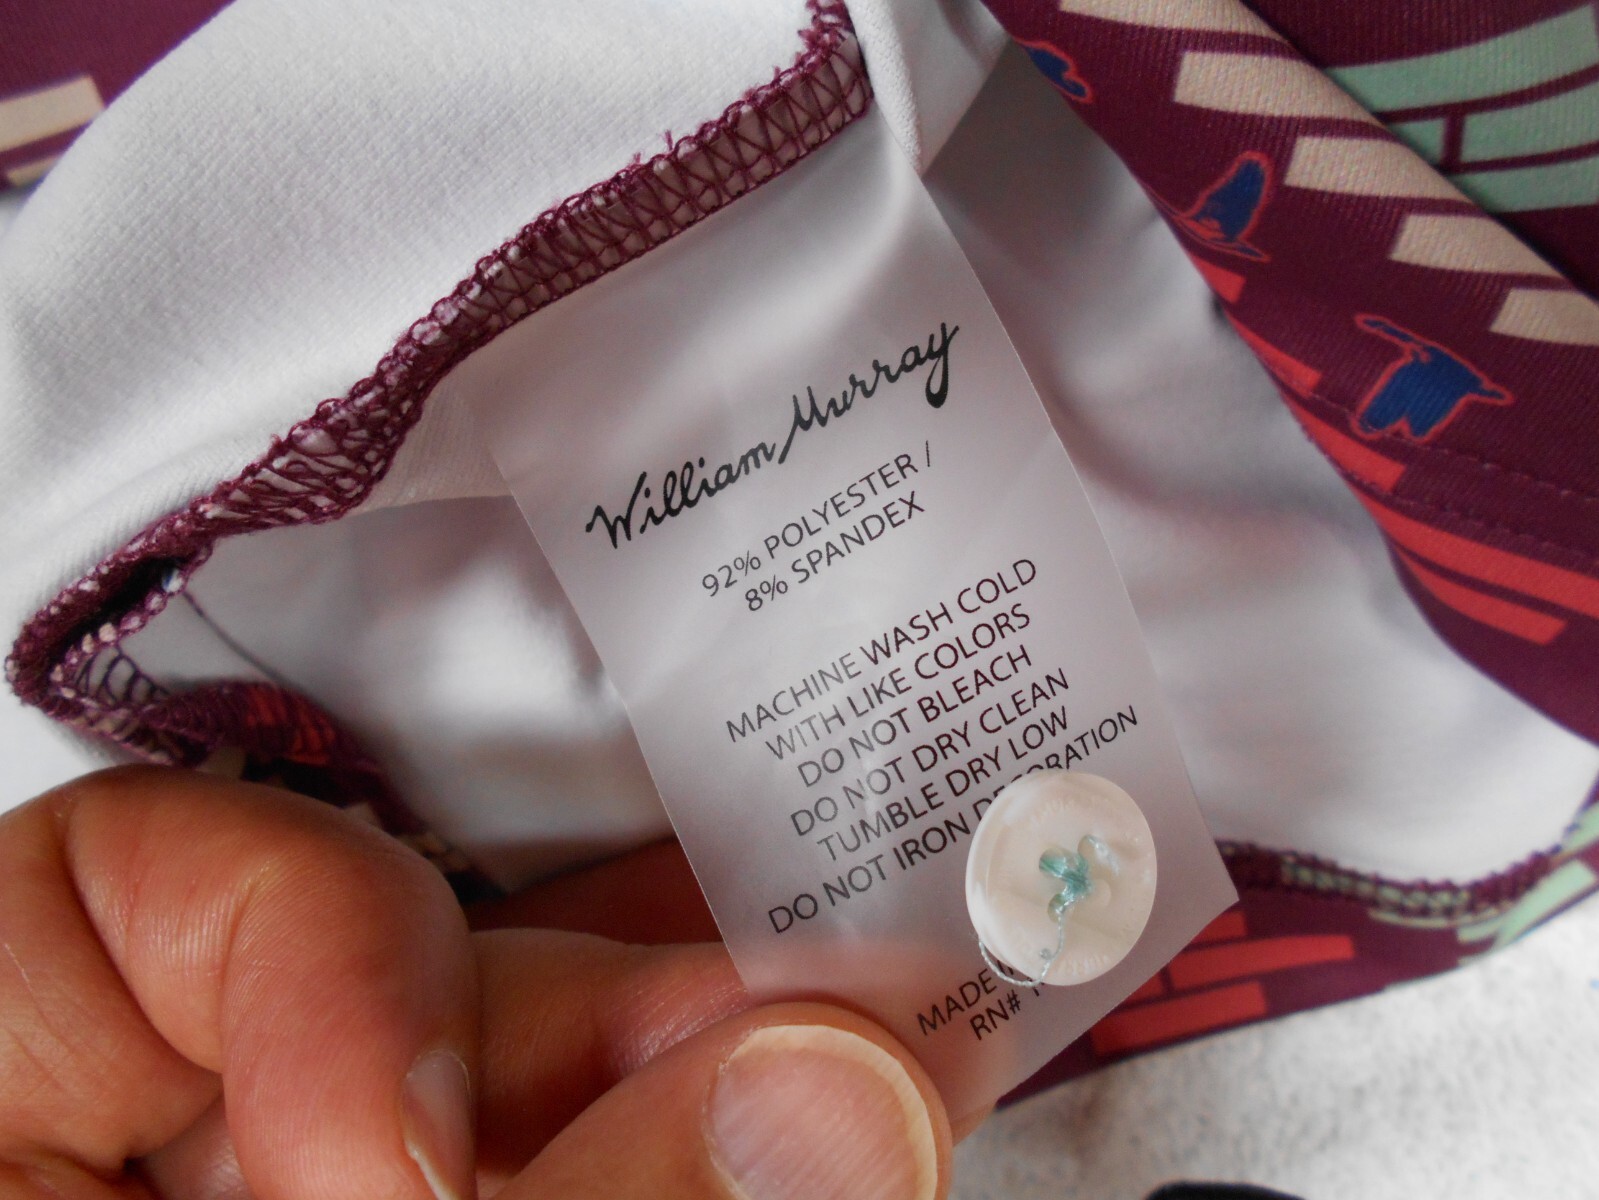 William Murray
92% POLYESTER /
8% SPANDEX
MACHINE WASH COLD
WITH LIKE COLORS
DO NOT BLEACH
DO NOT DRY CLEAN
TUMBLE DRY LOW
DO NOT IRON
MADE
RN#